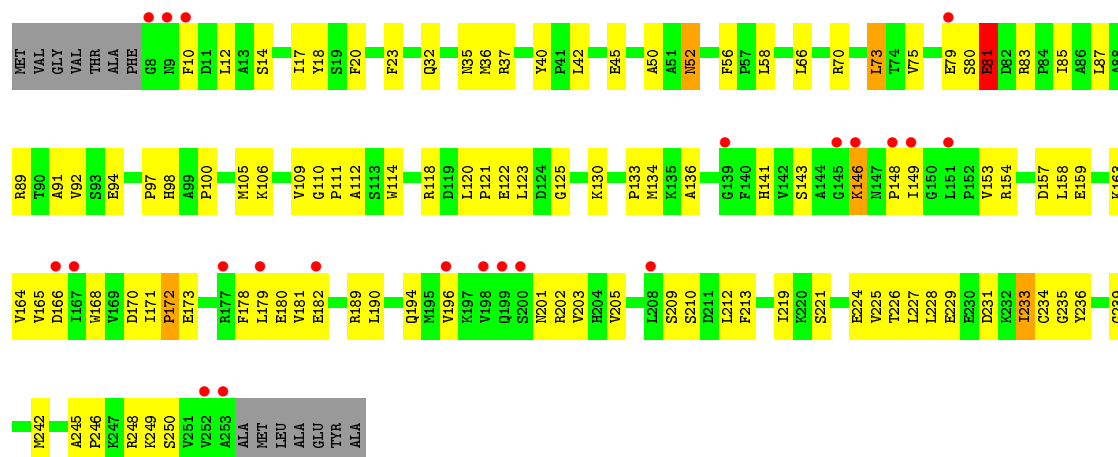 MET VAL GLY VAL THR ALA PHE G8 N9 F10 D11 L12 A13 S14 I17 Y18 S19 F20 F23 Q32 N35 M36 R37 Y40 P41 L42 E45 A50 A51 N52 F56 P57 L58 L66 R70 L73 T74 V75 E79 S80 E81 D82 R83 P84 I85 A86 L87 A88
R89 T90 A91 V92 S93 E94 P97 H98 A99 P100 M105 K106 V109 G110 P111 A112 S113 W114 R118 D119 L120 P121 E122 L123 D124 G125 K130 P133 M134 K135 A136 G139 F140 H141 V142 S143 A144 G145 K146 N147 P148 I149 G150 L151 P152 V153 R154 D157 L158 E159 K163
V164 V165 D166 I167 W168 V169 D170 I171 P172 E173 R177 F178 L179 E180 V181 E182 R189 L190 Q194 M195 V196 K197 V198 Q199 S200 N201 R202 V203 H204 V205 L208 S209 S210 D211 L212 F213 I219 K220 S221 E224 V225 T226 L227 L228 E229 E230 D231 K232 I233 C234 G235 Y236
M242 A245 P246 K247 R248 K249 S250 V251 V252 A253 ALA MET LEU ALA GLU TYR ALA